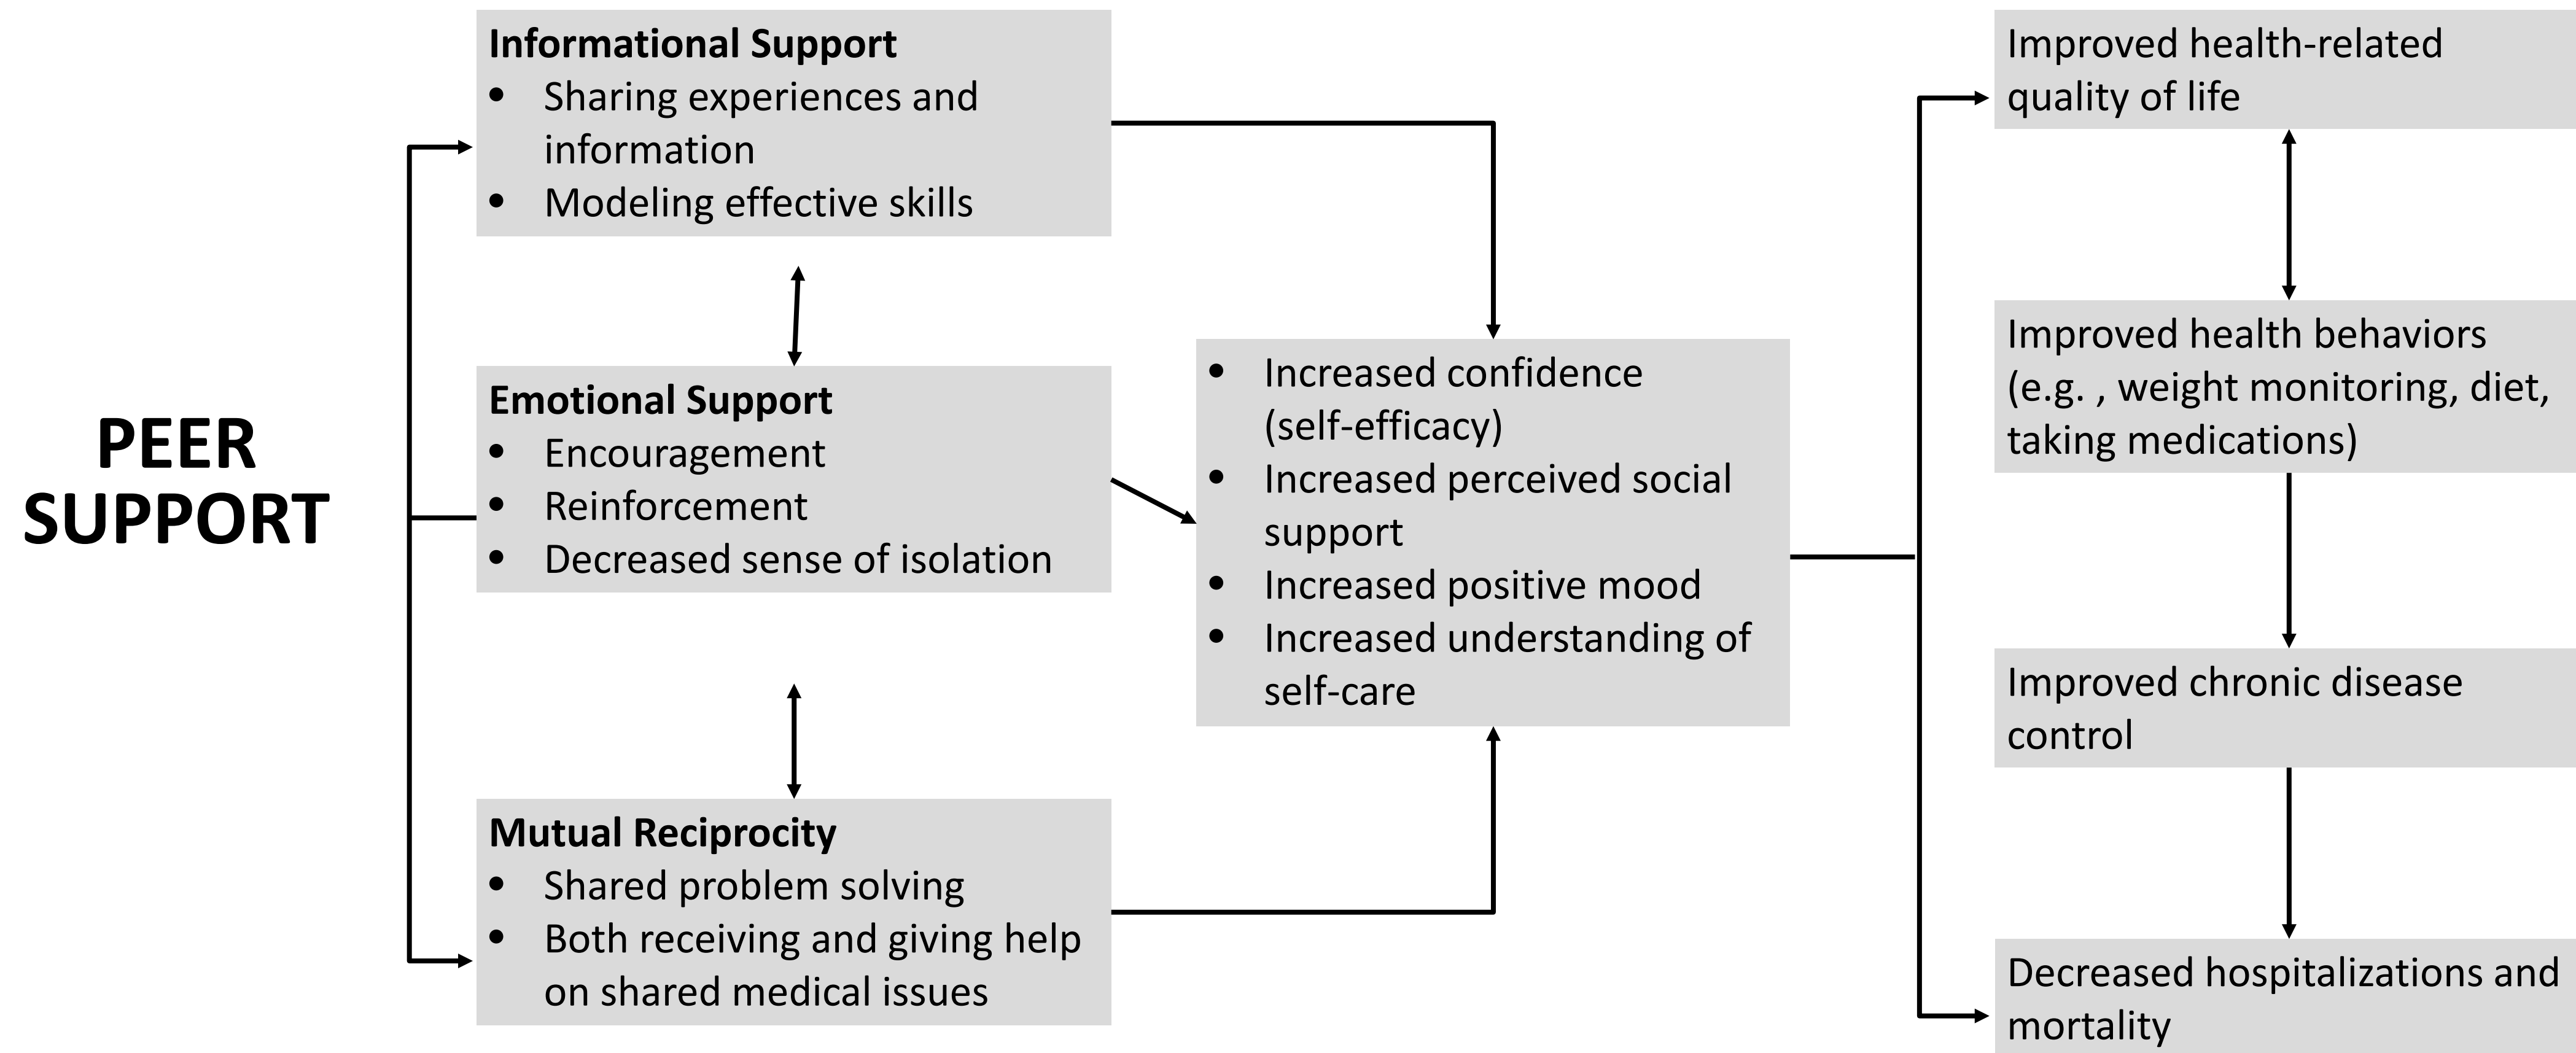 PEER
SUPPORT
Informational Support
• Sharing experiences and
information
• Modeling effective skills
Emotional Support
• Encouragement
• Reinforcement
• Decreased sense of isolation
Mutual Reciprocity
• Shared problem solving
• Both receiving and giving help
on shared medical issues
• Increased confidence
(self-efficacy)
• Increased perceived social
support
• Increased positive mood
• Increased understanding of
self-care
Improved health-related
quality of life
Improved health behaviors
(e.g. , weight monitoring, diet,
taking medications)
Improved chronic disease
control
Decreased hospitalizations and
mortality